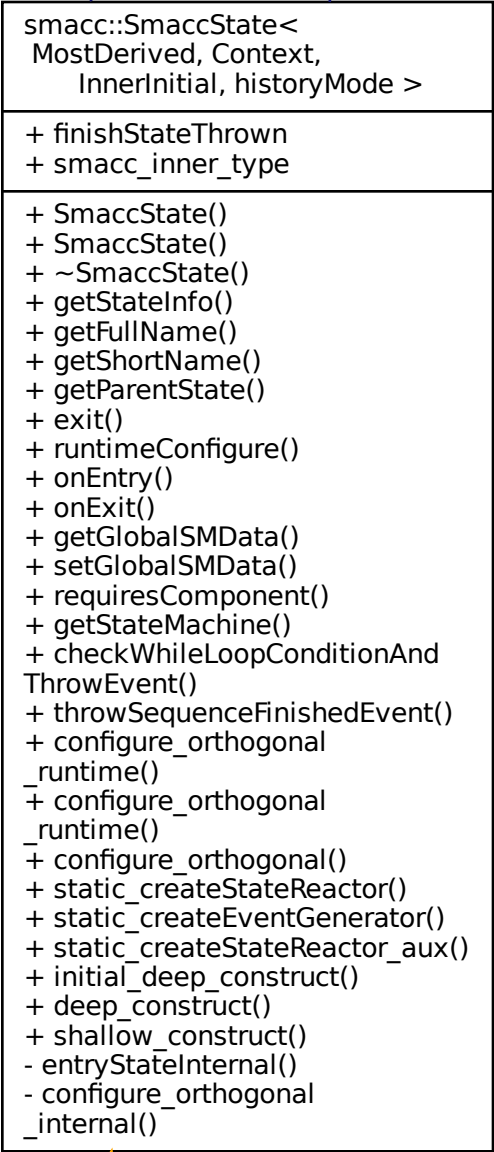 smacc::SmaccState<
MostDerived, Context,
InnerInitial, historyMode >
+ finishStateThrown
+ smacc_inner_type
+ SmaccState()
+ SmaccState()
+ ~SmaccState()
+ getStateInfo()
+ getFullName()
+ getShortName()
+ getParentState()
+ exit()
+ runtimeConfigure()
+ onEntry()
+ onExit()
+ getGlobalSMData()
+ setGlobalSMData()
+ requiresComponent()
+ getStateMachine()
+ checkWhileLoopConditionAnd
ThrowEvent()
+ throwSequenceFinishedEvent()
+ configure_orthogonal
_runtime()
+ configure_orthogonal
_runtime()
+ configure_orthogonal()
+ static_createStateReactor()
+ static_createEventGenerator()
+ static_createStateReactor_aux()
+ initial_deep_construct()
+ deep_construct()
+ shallow_construct()
- entryStateInternal()
- configure_orthogonal
_internal()